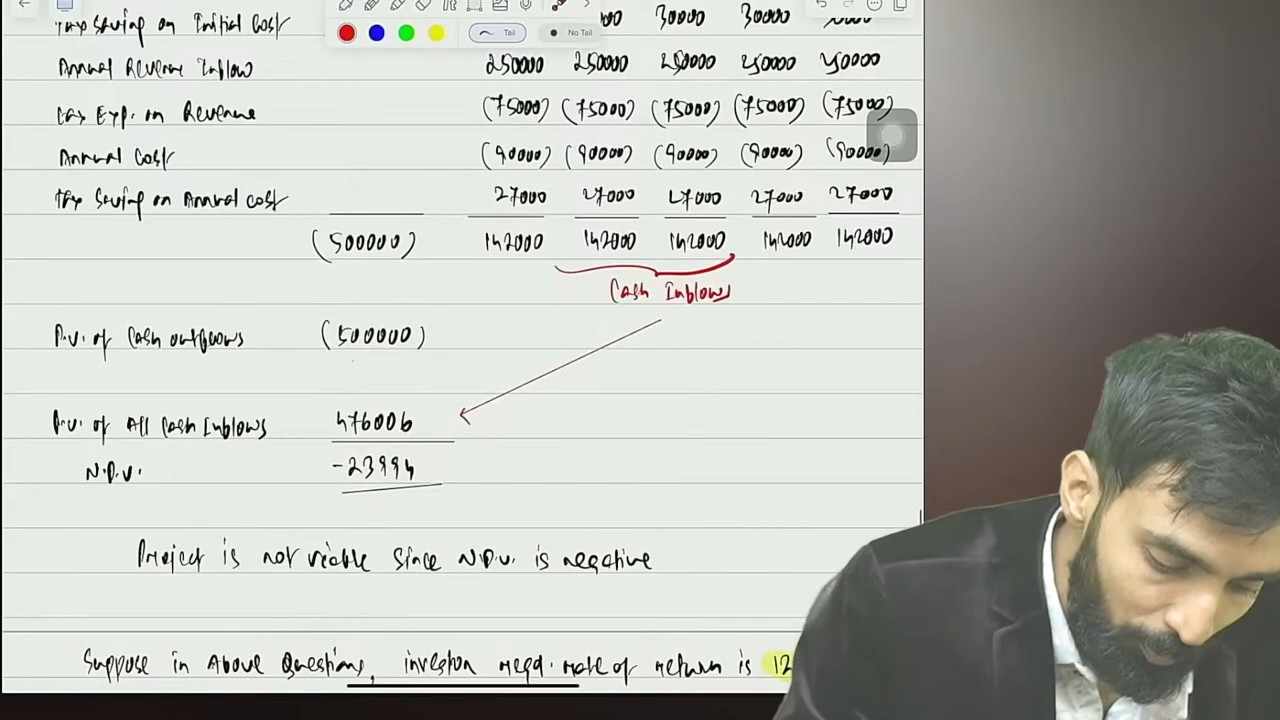 Tax Saving on Initial Cost 30000 30000
Tail No Tail
Annual Revenue Inflow 250000 250000 250000 250000 250000
Tax Exp. on Revenue (75000) (75000) (75000) (75000) (75000)
Annual Cost (90000) (90000) (90000) (90000) (90000)
Tax Saving on Annual Cost 27000 27000 27000 27000 27000
(500000) 142000 142000 142000 142000 142000
Cash Inflows
P.V. of Cash outflows (500000)
P.V. of All Cash Inflows 476006
N.P.V. -23994
Project is not viable Since N.P.V. is negative
Suppose in Above Questions, investor reqd. rate of return is 12